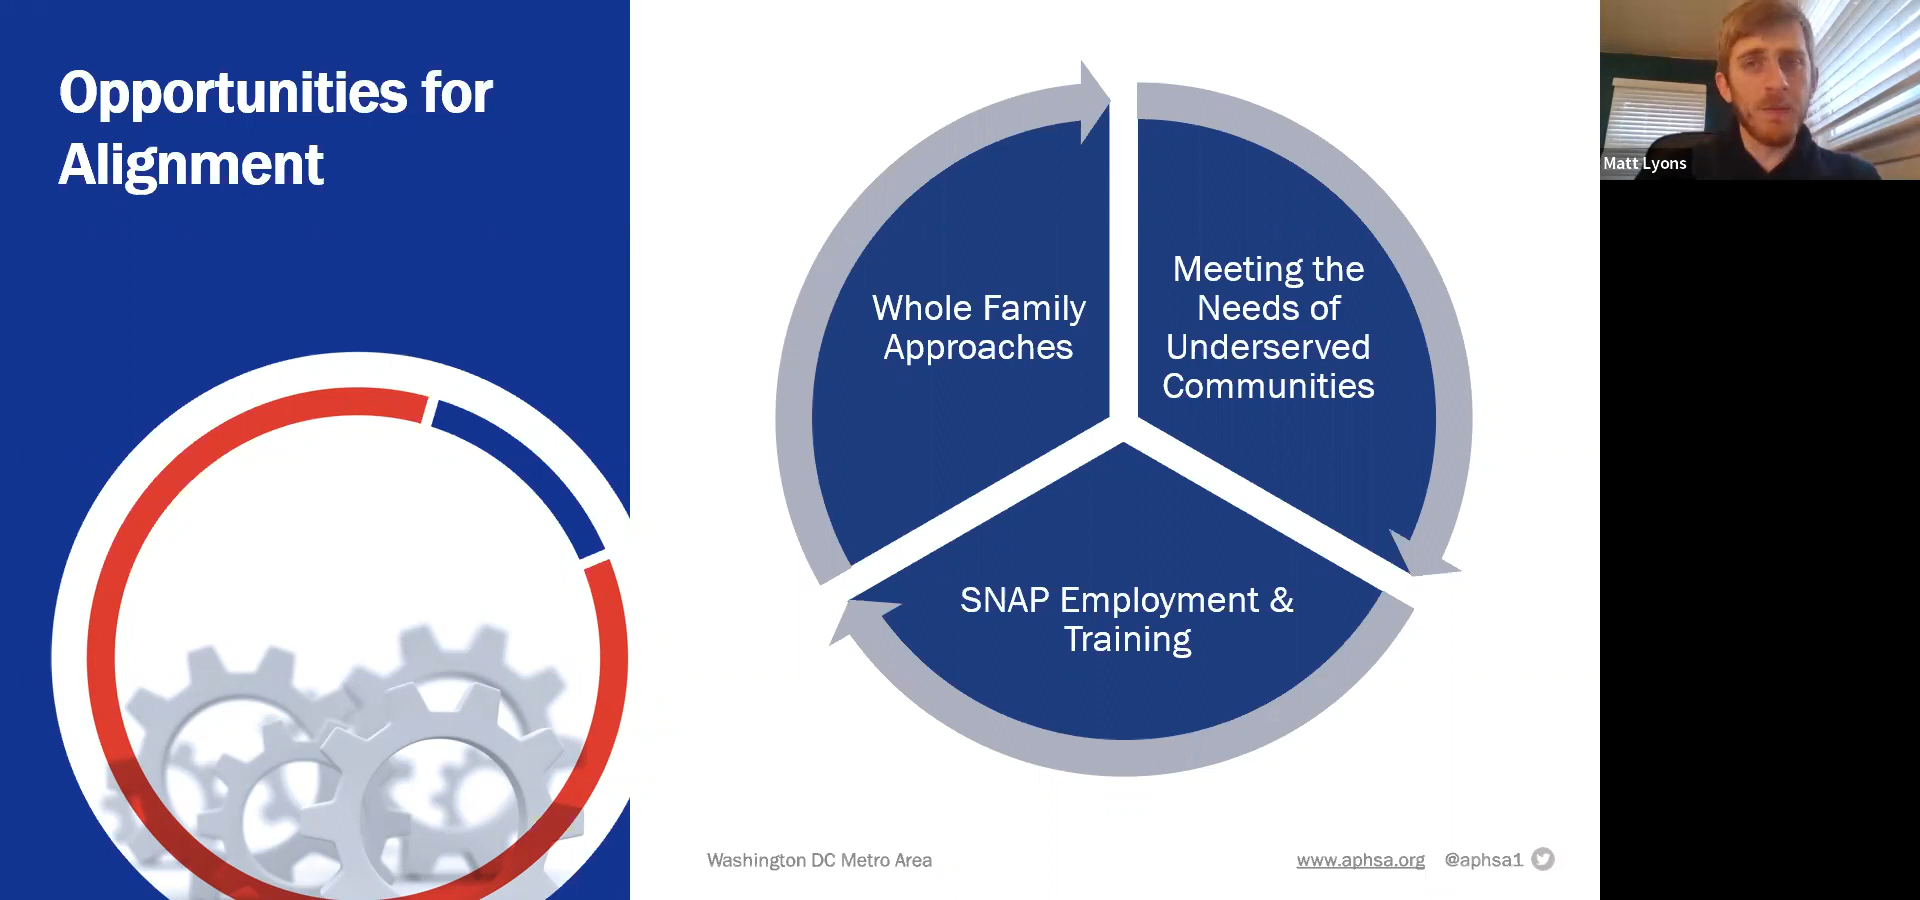 Opportunities for
Alignment
Whole Family
Approaches
Meeting the
Needs of
Underserved
Communities
SNAP Employment &
Training
Washington DC Metro Area
www.aphsa.org
@aphsa1
Matt Lyons